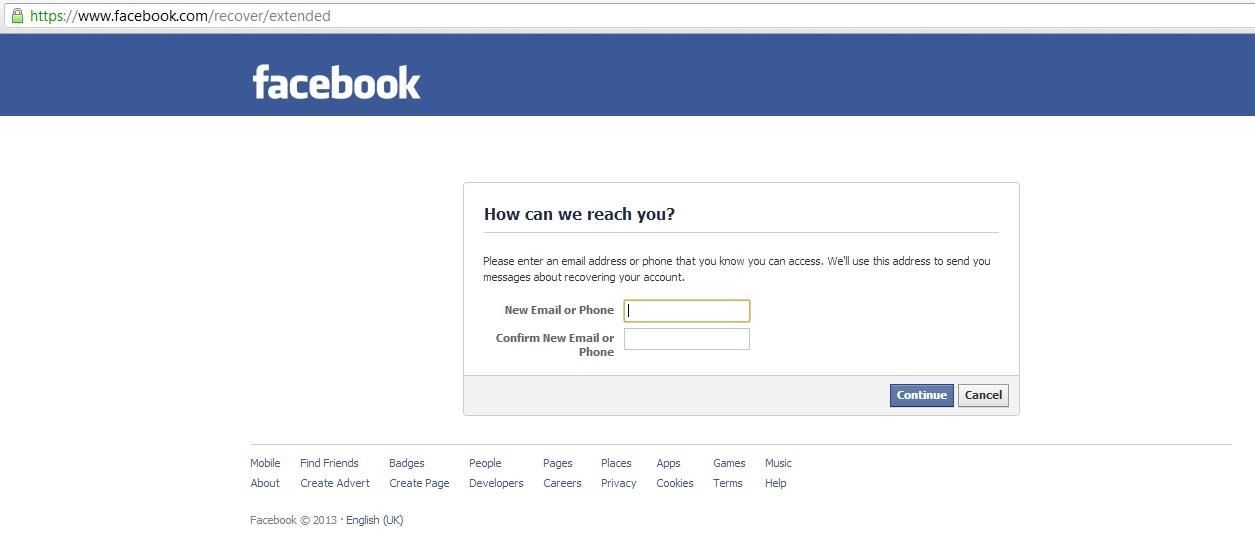 https://www.facebook.com/recover/extended
facebook
How can we reach you?
Please enter an email address or phone that you know you can access. We'll use this address to send you
messages about recovering your account.
New Email or Phone
Confirm New Email or
Phone
Continue Cancel
Mobile Find Friends Badges People Pages Places Apps Games Music
About Create Advert Create Page Developers Careers Privacy Cookies Terms Help
Facebook © 2013 · English (UK)